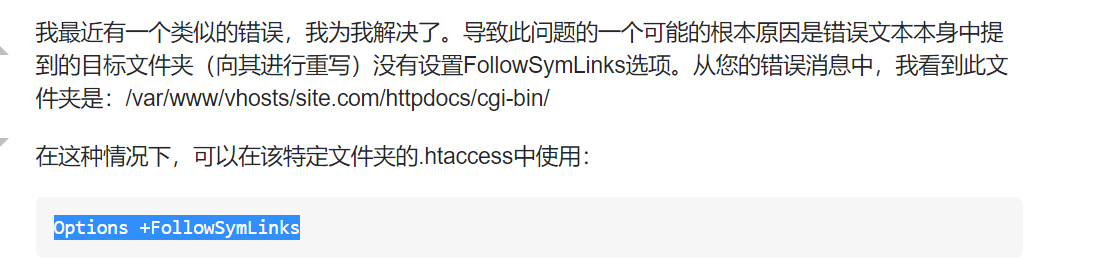 我最近有一个类似的错误，我为我解决了。导致此问题的一个可能的根本原因是错误文本本身中提
到的目标文件夹（向其进行重写）没有设置FollowSymLinks选项。从您的错误消息中，我看到此文
件夹是：/var/www/vhosts/site.com/httpdocs/cgi-bin/
在这种情况下，可以在该特定文件夹的.htaccess中使用：
Options +FollowSymLinks